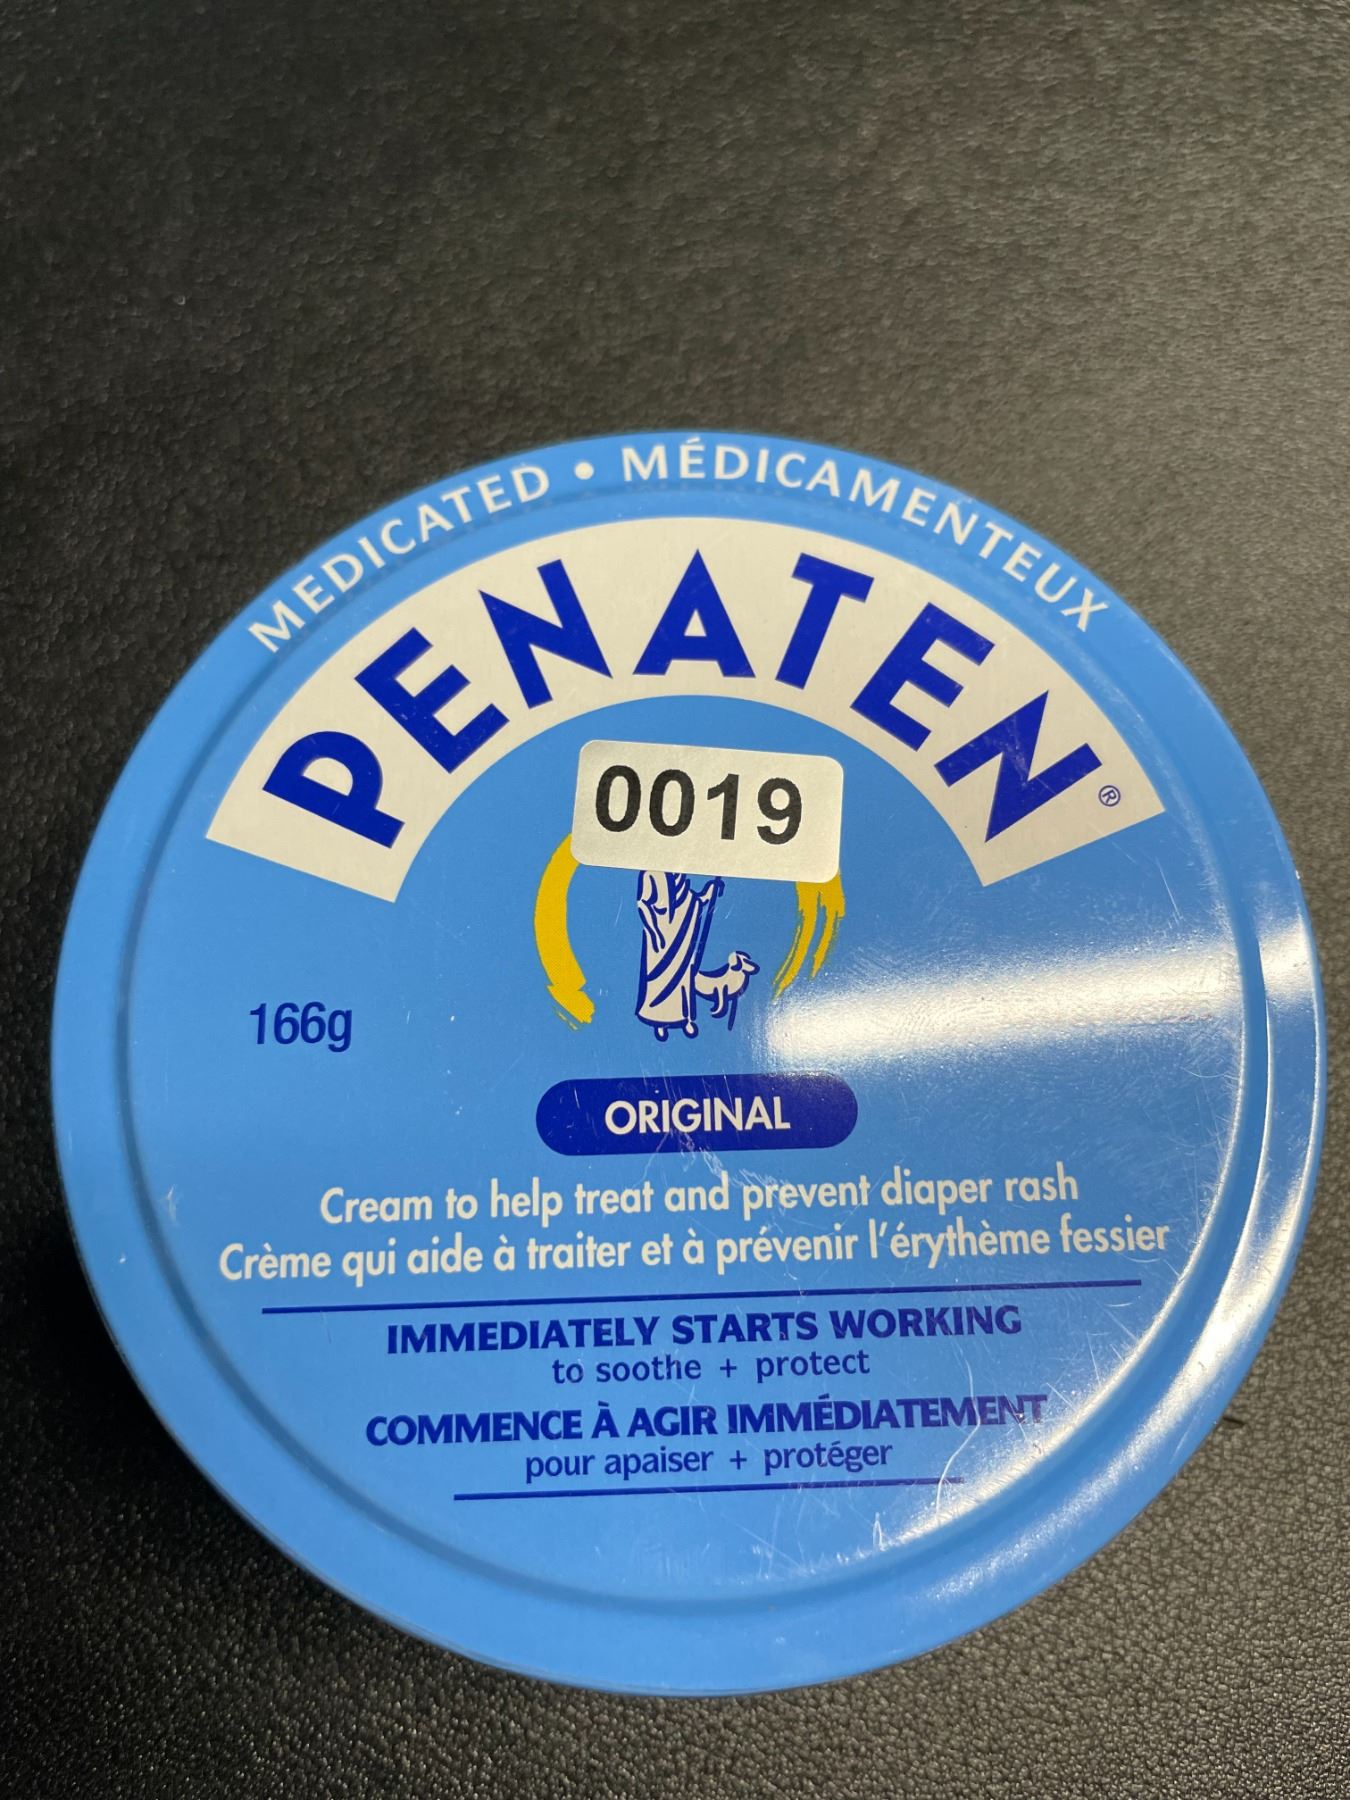 MEDICATED • MÉDICAMENTEUX
PENATEN®
0019
166g
ORIGINAL
Cream to help treat and prevent diaper rash
Crème qui aide à traiter et à prévenir l'érythème fessier
IMMEDIATELY STARTS WORKING
to soothe + protect
COMMENCE À AGIR IMMÉDIATEMENT
pour apaiser + protéger